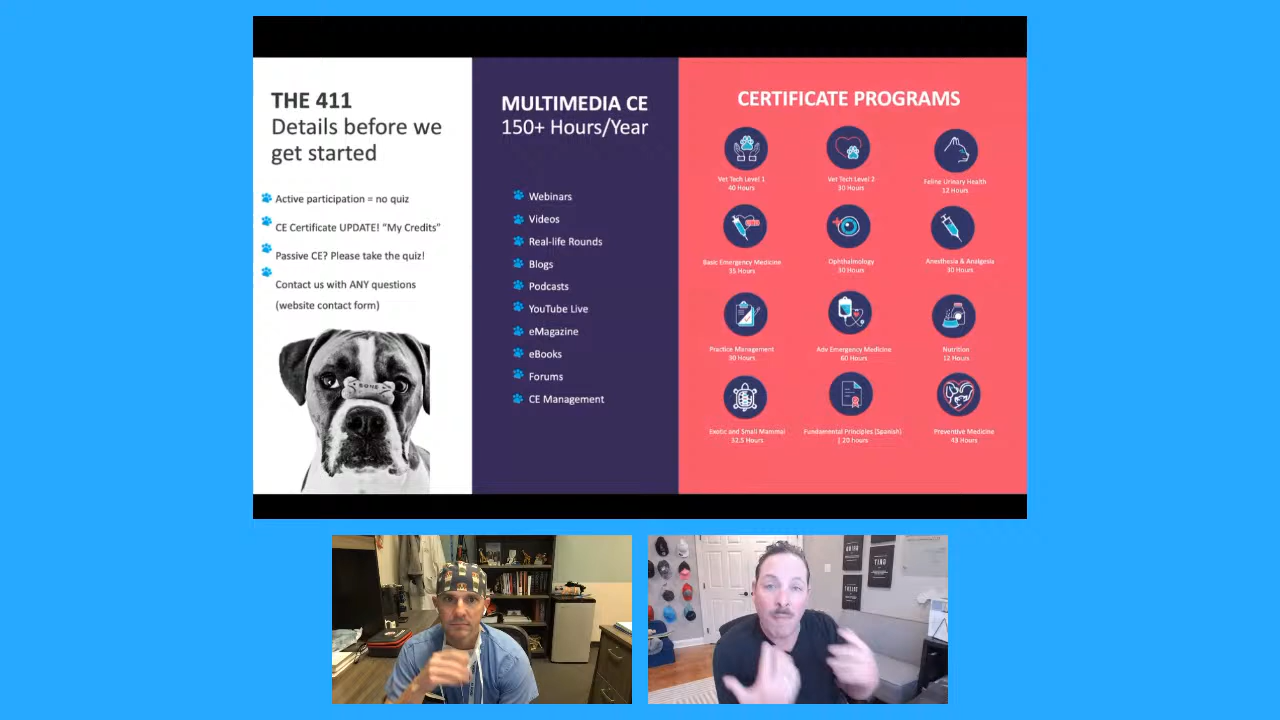 THE 411
Details before we
get started
Active participation = no quiz
CE Certificate UPDATE! “My Credits”
Passive CE? Please take the quiz!
Contact us with ANY questions
(website contact form)
BONE
MULTIMEDIA CE
150+ Hours/Year
Webinars
Videos
Real-life Rounds
Blogs
Podcasts
YouTube Live
eMagazine
eBooks
Forums
CE Management
CERTIFICATE PROGRAMS
Vet Tech Level 1
40 Hours
Vet Tech Level 2
30 Hours
Feline Urinary Health
12 Hours
Basic Emergency Medicine
35 Hours
Ophthalmology
30 Hours
Anesthesia & Analgesia
30 Hours
Practice Management
30 Hours
Adv Emergency Medicine
60 Hours
Nutrition
12 Hours
Exotic and Small Mammal
32.5 Hours
Fundamental Principles (Spanish)
| 20 hours
Preventive Medicine
43 Hours